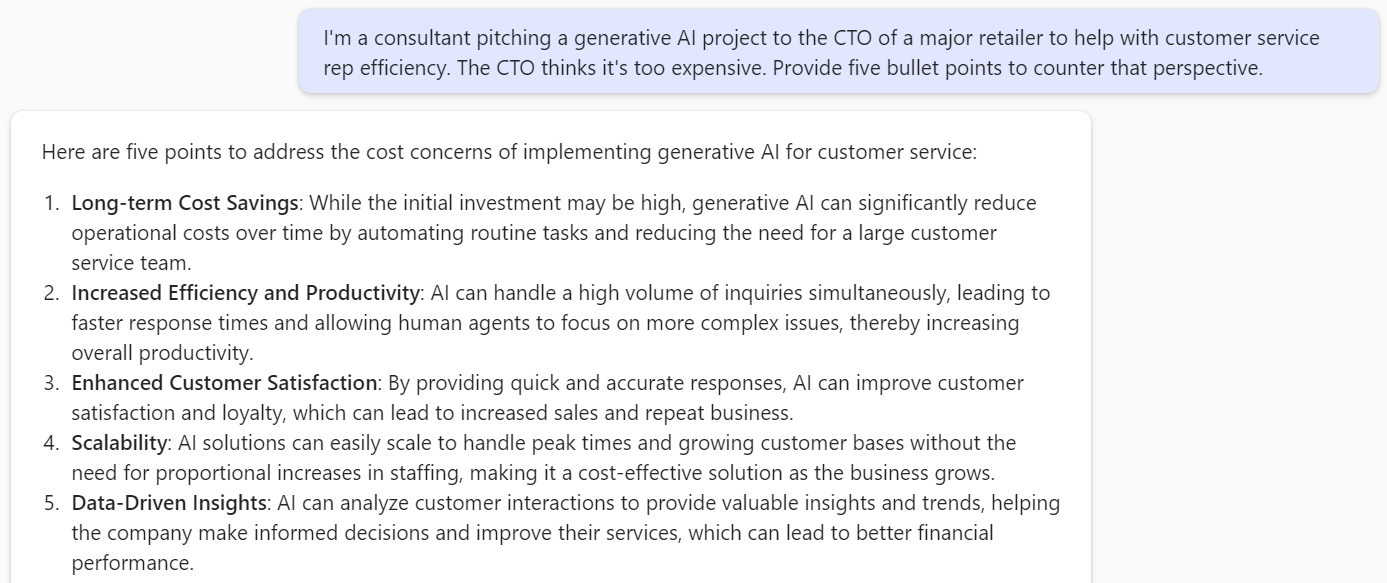 I'm a consultant pitching a generative AI project to the CTO of a major retailer to help with customer service
rep efficiency. The CTO thinks it's too expensive. Provide five bullet points to counter that perspective.
Here are five points to address the cost concerns of implementing generative AI for customer service:
1. Long-term Cost Savings: While the initial investment may be high, generative AI can significantly reduce
operational costs over time by automating routine tasks and reducing the need for a large customer
service team.
2. Increased Efficiency and Productivity: AI can handle a high volume of inquiries simultaneously, leading to
faster response times and allowing human agents to focus on more complex issues, thereby increasing
overall productivity.
3. Enhanced Customer Satisfaction: By providing quick and accurate responses, AI can improve customer
satisfaction and loyalty, which can lead to increased sales and repeat business.
4. Scalability: AI solutions can easily scale to handle peak times and growing customer bases without the
need for proportional increases in staffing, making it a cost-effective solution as the business grows.
5. Data-Driven Insights: AI can analyze customer interactions to provide valuable insights and trends, helping
the company make informed decisions and improve their services, which can lead to better financial
performance.